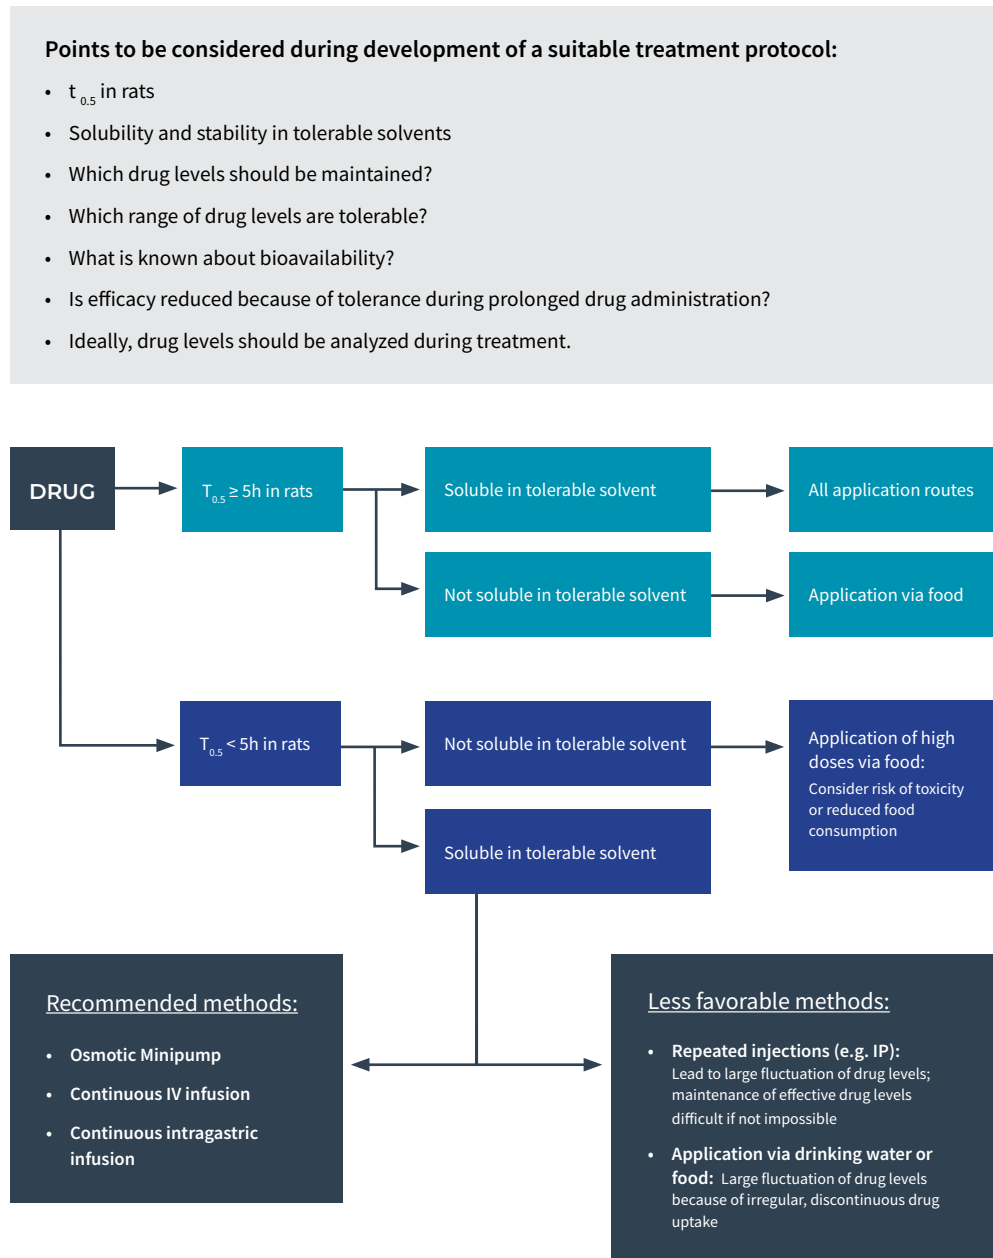 Points to be considered during development of a suitable treatment protocol:
• t 0.5 in rats
• Solubility and stability in tolerable solvents
• Which drug levels should be maintained?
• Which range of drug levels are tolerable?
• What is known about bioavailability?
• Is efficacy reduced because of tolerance during prolonged drug administration?
• Ideally, drug levels should be analyzed during treatment.
DRUG
T0.5 ≥ 5h in rats
Soluble in tolerable solvent
All application routes
Not soluble in tolerable solvent
Application via food
T0.5 < 5h in rats
Not soluble in tolerable solvent
Application of high
doses via food:
Consider risk of toxicity
or reduced food
consumption
Soluble in tolerable solvent
Recommended methods:
• Osmotic Minipump
• Continuous IV infusion
• Continuous intragastric
infusion
Less favorable methods:
• Repeated injections (e.g. IP):
Lead to large fluctuation of drug levels;
maintenance of effective drug levels
difficult if not impossible
• Application via drinking water or
food: Large fluctuation of drug levels
because of irregular, discontinuous drug
uptake